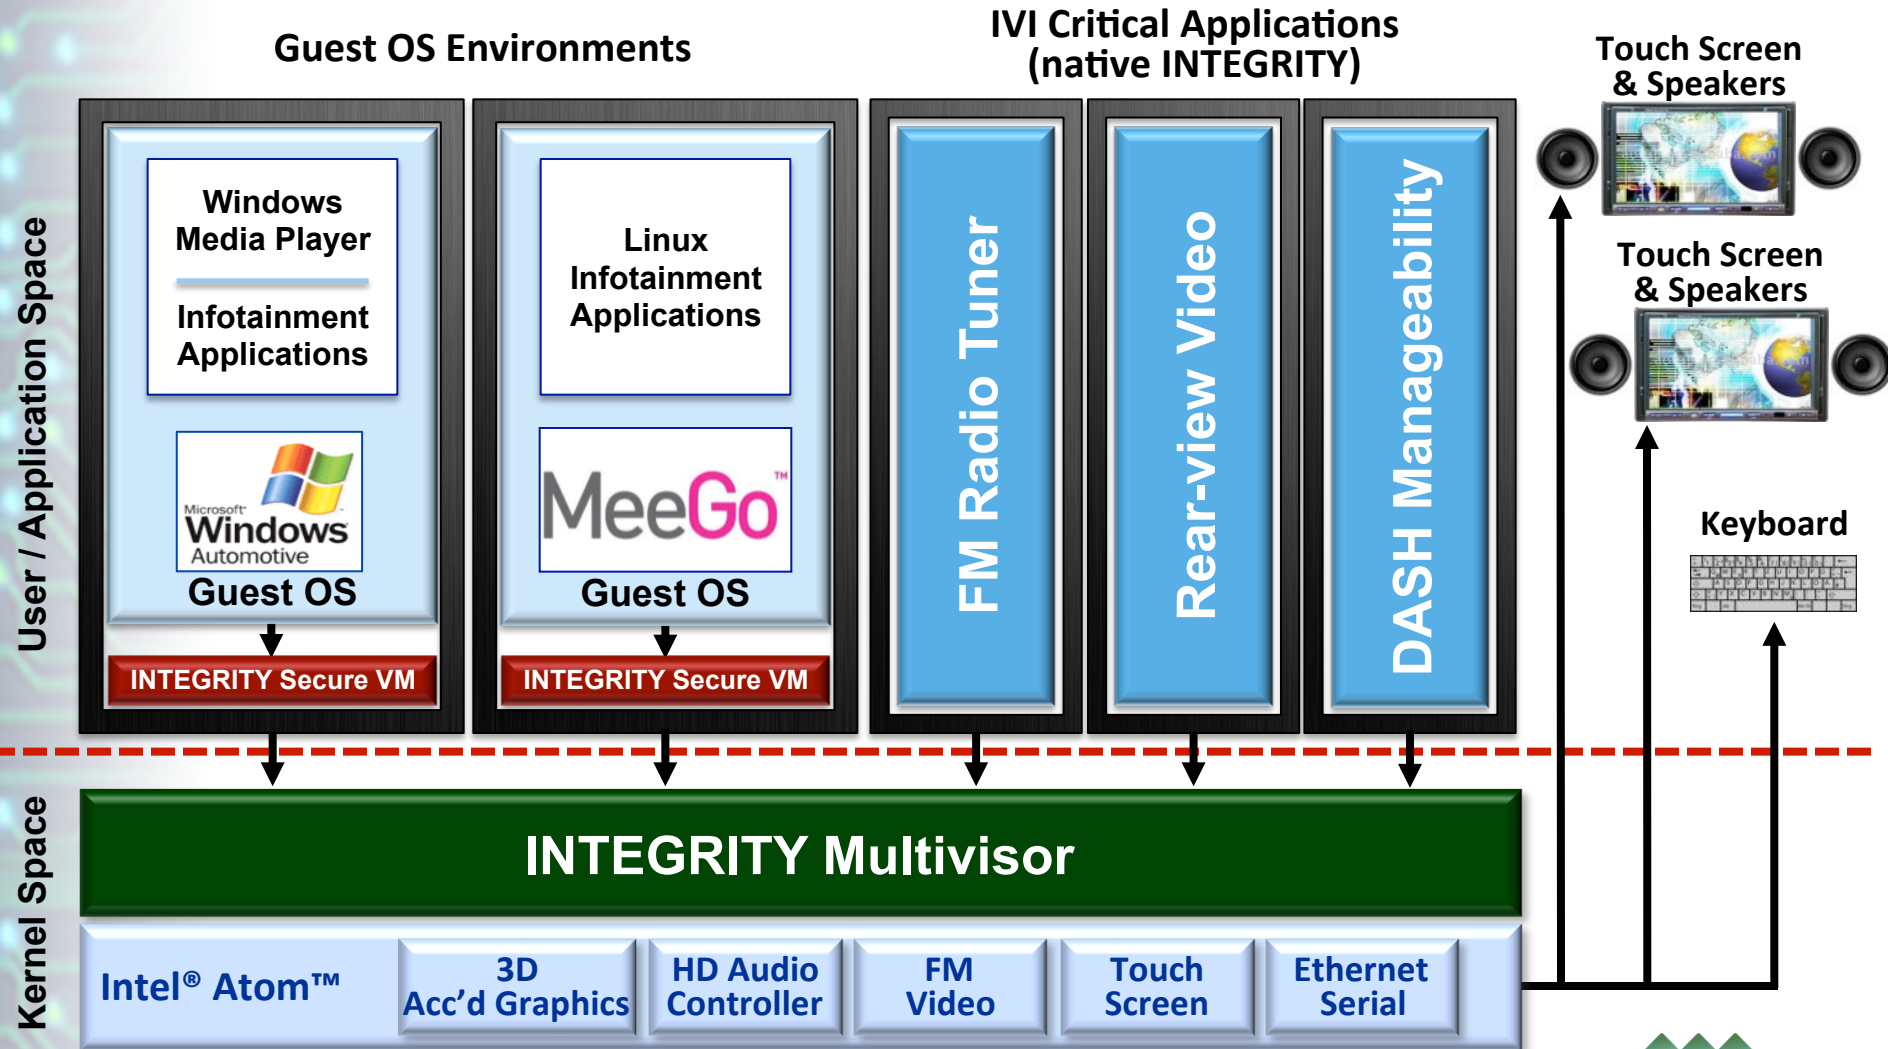 Guest OS Environments
IVI Critical Applications
(native INTEGRITY)
Touch Screen
& Speakers
Touch Screen
& Speakers
Keyboard
User / Application Space
Windows
Media Player
Infotainment
Applications
Microsoft
Windows
Automotive
Guest OS
INTEGRITY Secure VM
Linux
Infotainment
Applications
MeeGo™
Guest OS
INTEGRITY Secure VM
FM Radio Tuner
Rear-view Video
DASH Manageability
Kernel Space
INTEGRITY Multivisor
Intel® Atom™
3D
Acc’d Graphics
HD Audio
Controller
FM
Video
Touch
Screen
Ethernet
Serial